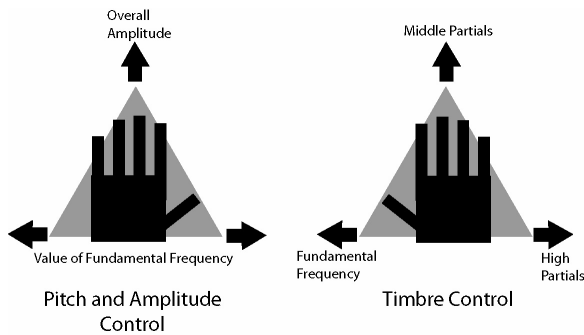 Overall
Amplitude
Value of Fundamental Frequency
Pitch and Amplitude
Control
Middle Partials
Fundamental
Frequency
High
Partials
Timbre Control